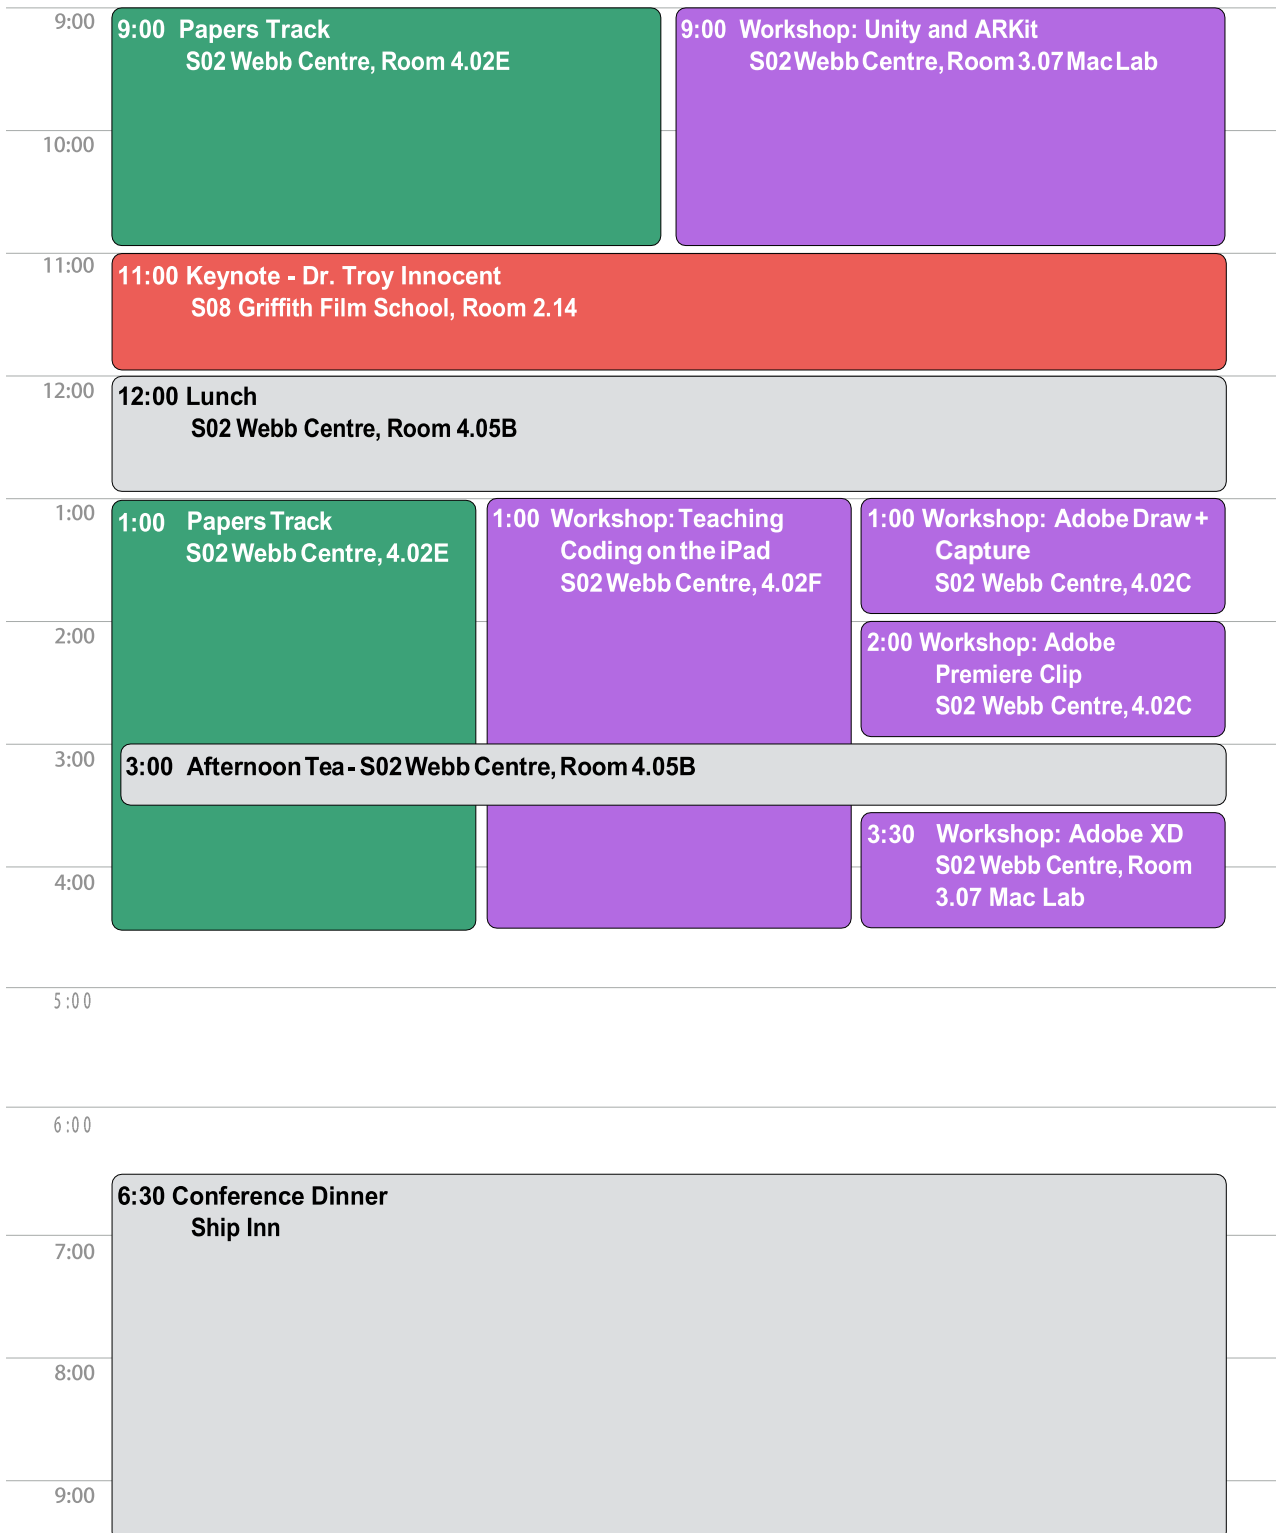 9:00
9:00 Papers Track
S02 Webb Centre, Room 4.02E
9:00 Workshop: Unity and ARKit
S02 Webb Centre, Room 3.07 Mac Lab
10:00
11:00
11:00 Keynote - Dr. Troy Innocent
S08 Griffith Film School, Room 2.14
12:00
12:00 Lunch
S02 Webb Centre, Room 4.05B
1:00
1:00 Papers Track
S02 Webb Centre, 4.02E
1:00 Workshop: Teaching
Coding on the iPad
S02 Webb Centre, 4.02F
1:00 Workshop: Adobe Draw +
Capture
S02 Webb Centre, 4.02C
2:00
2:00 Workshop: Adobe
Premiere Clip
S02 Webb Centre, 4.02C
3:00
3:00 Afternoon Tea - S02 Webb Centre, Room 4.05B
3:30 Workshop: Adobe XD
S02 Webb Centre, Room
3.07 Mac Lab
4:00
5:00
6:00
6:30 Conference Dinner
Ship Inn
7:00
8:00
9:00